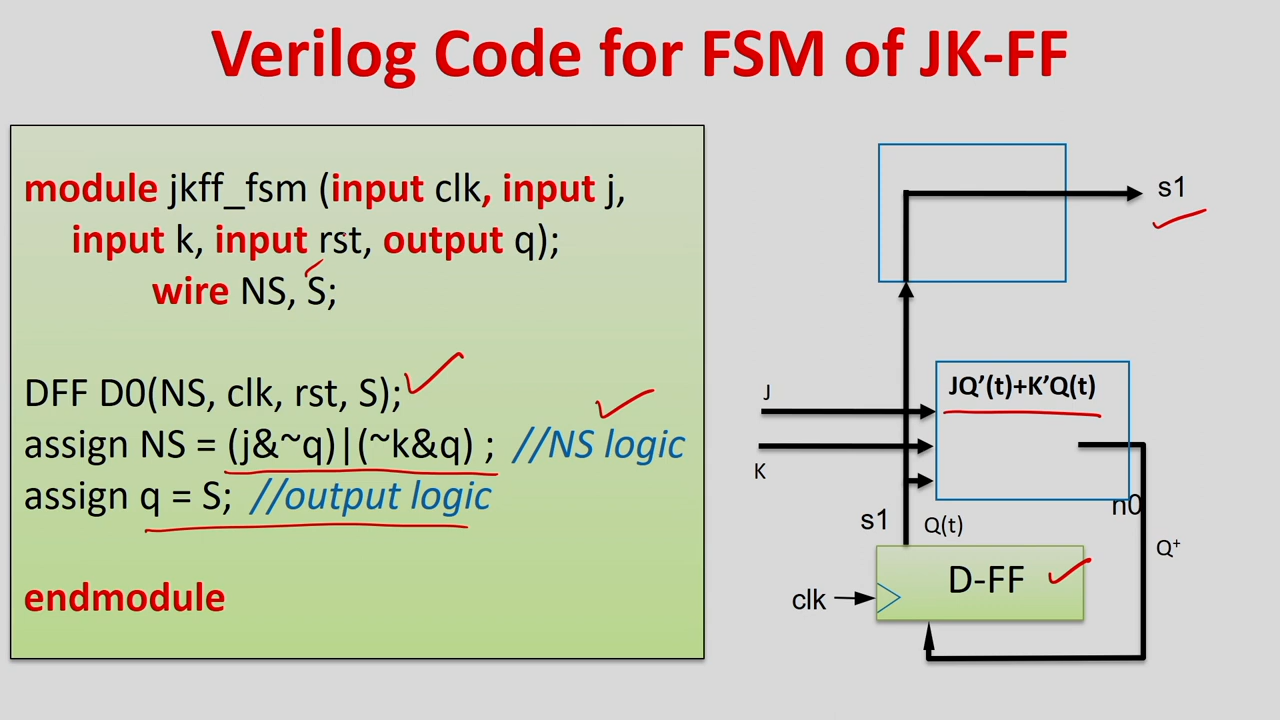 Verilog Code for FSM of JK-FF
module jkff_fsm (input clk, input j,
input k, input rst, output q);
wire NS, S;
DFF D0(NS, clk, rst, S);
assign NS = (j&~q)|(~k&q) ; //NS logic
assign q = S; //output logic
endmodule
s1
J
JQ’(t)+K’Q(t)
K
n0
s1
Q(t)
Q+
D-FF
clk